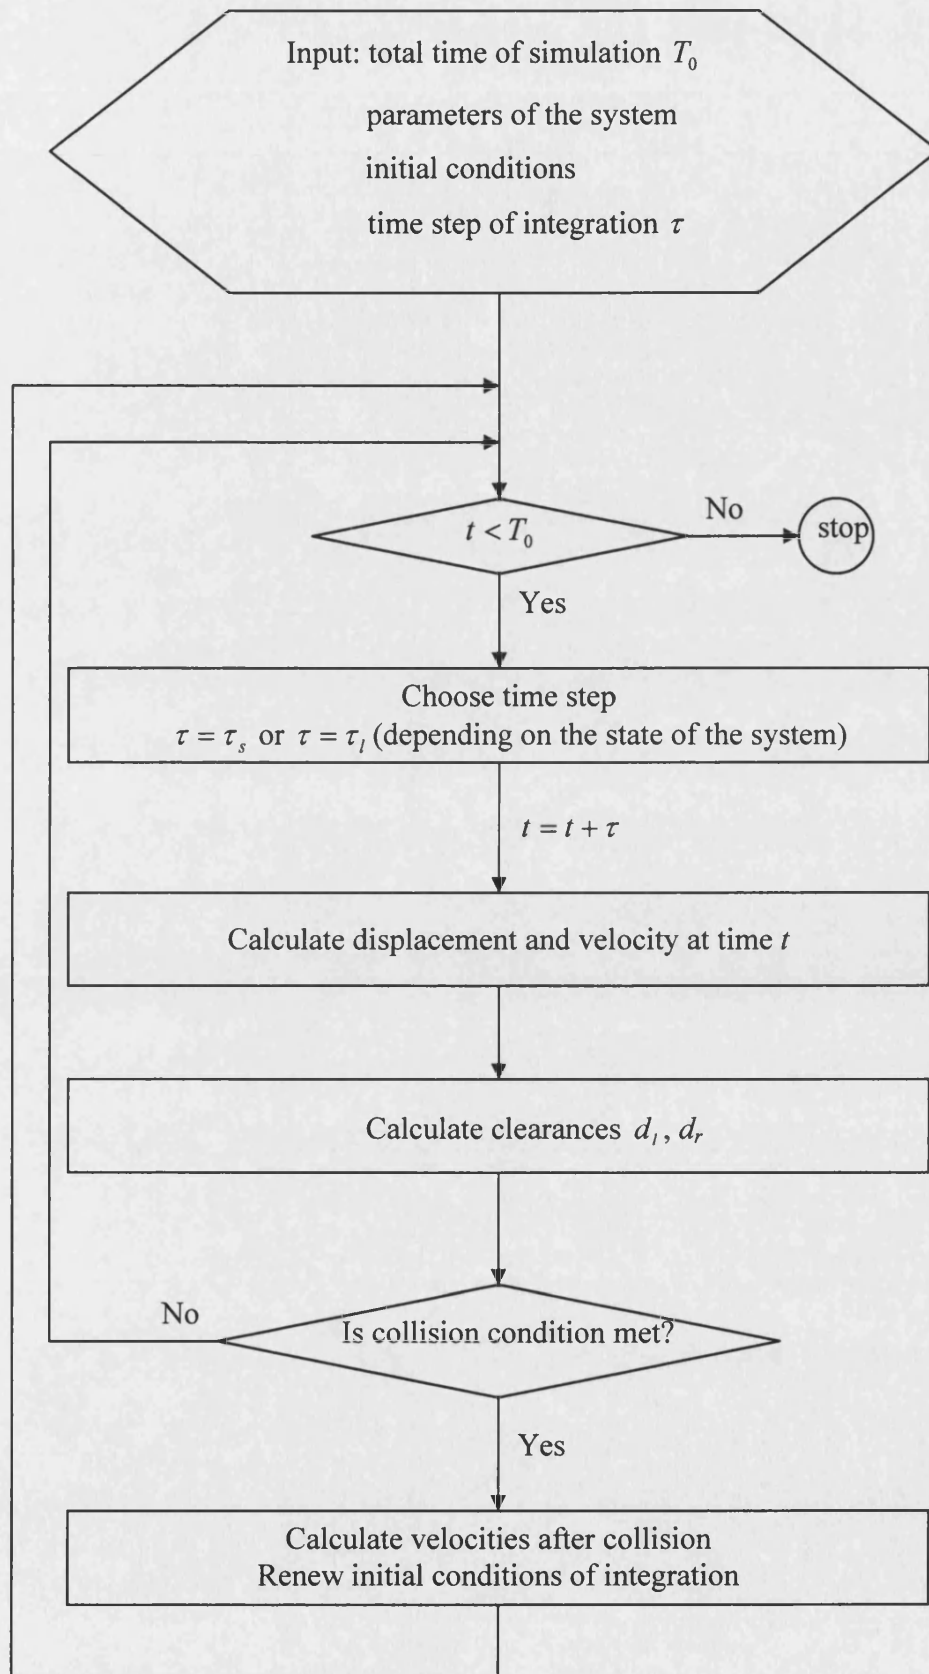 Input: total time of simulation T₀
parameters of the system
initial conditions
time step of integration τ
t < T₀
No
stop
Yes
Choose time step
τ = τₛ or τ = τₗ (depending on the state of the system)
t = t + τ
Calculate displacement and velocity at time t
Calculate clearances dₗ, dᵣ
No
Is collision condition met?
Yes
Calculate velocities after collision
Renew initial conditions of integration